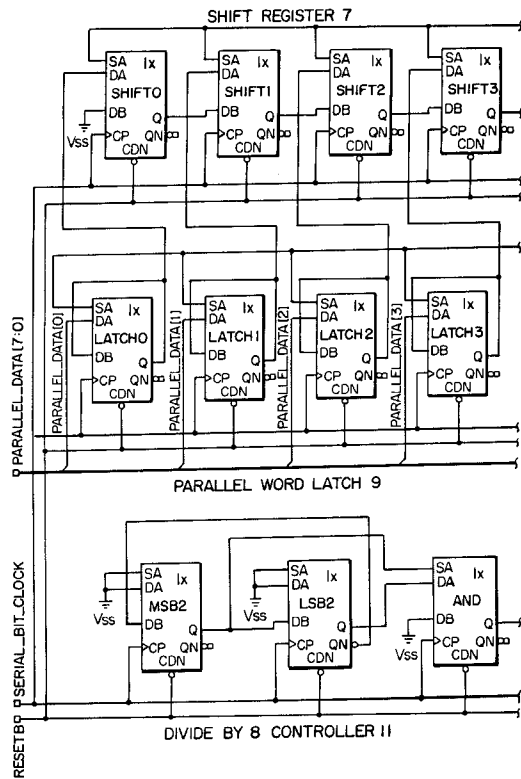 SHIFT REGISTER 7
SA Ix
DA
SHIFT0
DB Q
CP QN
CDN
SA Ix
DA
SHIFT1
DB Q
CP QN
CDN
SA Ix
DA
SHIFT2
DB Q
CP QN
CDN
SA Ix
DA
SHIFT3
DB Q
CP QN
CDN
VSS
PARALLEL_DATA[7:0]
PARALLEL_DATA[0]
SA Ix
DA
LATCH0
DB Q
CP QN
CDN
PARALLEL_DATA[1]
SA Ix
DA
LATCH1
DB Q
CP QN
CDN
PARALLEL_DATA[2]
SA Ix
DA
LATCH2
DB Q
CP QN
CDN
PARALLEL_DATA[3]
SA Ix
DA
LATCH3
DB Q
CP QN
CDN
PARALLEL WORD LATCH 9
SERIAL_BIT_CLOCK
RESETB
VSS
SA Ix
DA
MSB2
DB Q
CP QN
CDN
VSS
SA Ix
DA
LSB2
DB Q
CP QN
CDN
VSS
SA Ix
DA
AND
DB Q
CP QN
CDN
DIVIDE BY 8 CONTROLLER 11